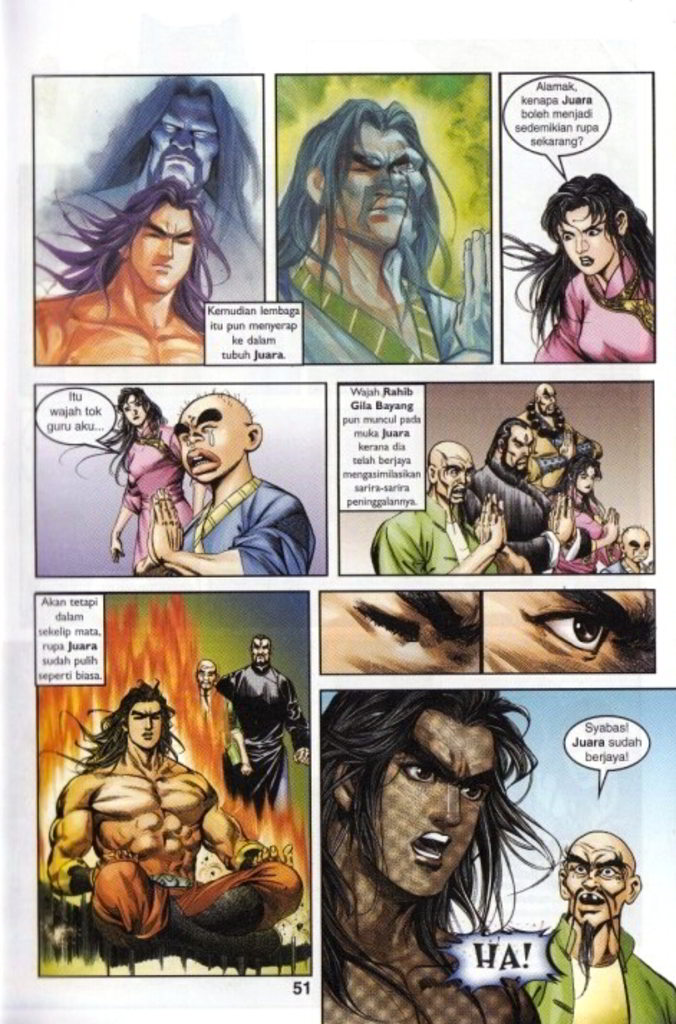 Kemudian lembaga
itu pun menyerap
ke dalam
tubuh Juara.
Alamak,
kenapa Juara
boleh menjadi
sedemikian rupa
sekarang?
Itu
wajah tok
guru aku...
Wajah Rahib
Gila Bayang
pun muncul pada
muka Juara
kerana dia
telah berjaya
mengasimilasikan
sarira-sarira
peninggalannya.
Akan tetapi
dalam
sekelip mata,
rupa Juara
sudah pulih
seperti biasa.
Syabas!
Juara sudah
berjaya!
HA!
51